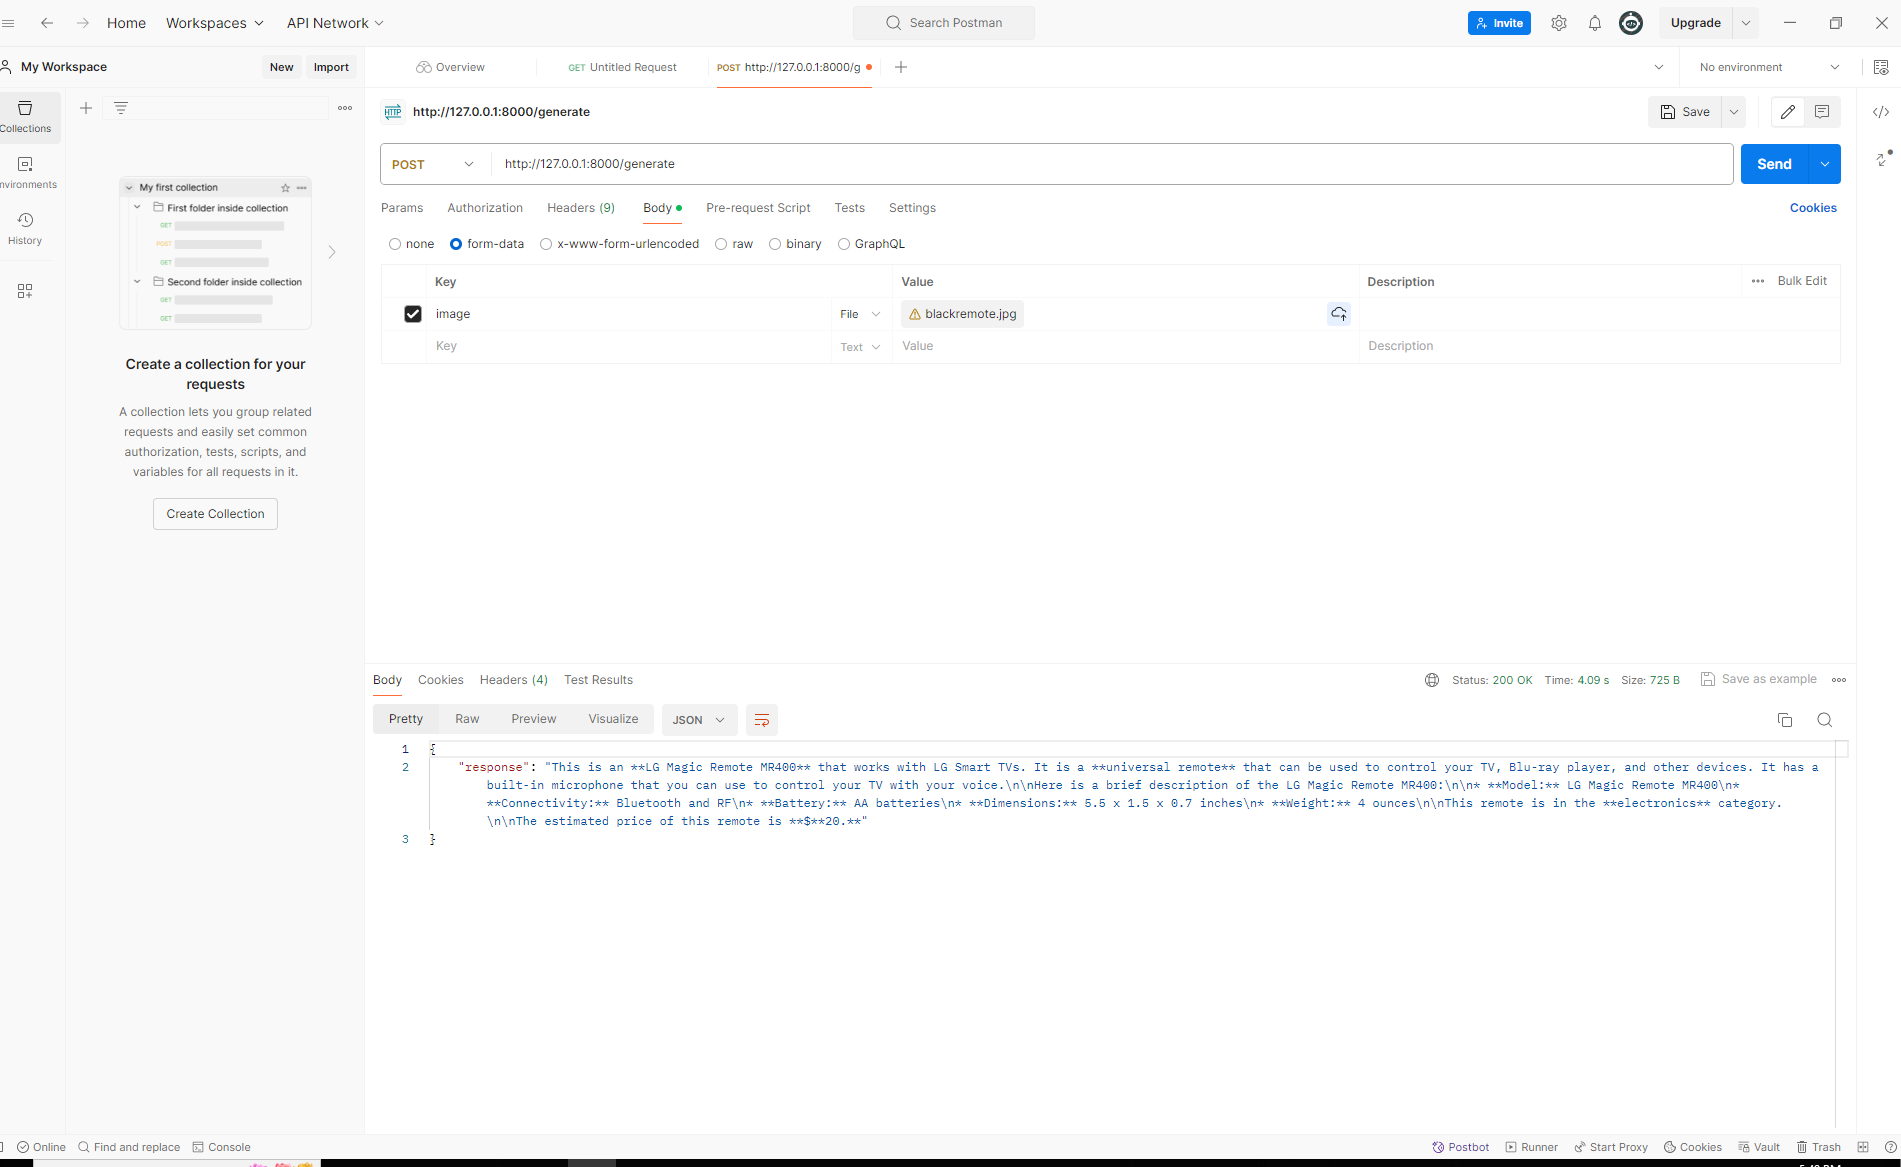 Home
Workspaces
API Network
Search Postman
Invite
Upgrade
My Workspace
New
Import
Overview
GET Untitled Request
POST http://127.0.0.1:8000/g
No environment
Collections
nvironments
History
My first collection
First folder inside collection
GET
POST
GET
Second folder inside collection
GET
GET
Create a collection for your
requests
A collection lets you group related
requests and easily set common
authorization, tests, scripts, and
variables for all requests in it.
Create Collection
HTTP
http://127.0.0.1:8000/generate
Save
POST
http://127.0.0.1:8000/generate
Send
Params
Authorization
Headers (9)
Body
Pre-request Script
Tests
Settings
Cookies
none
form-data
x-www-form-urlencoded
raw
binary
GraphQL
Key
Value
Description
Bulk Edit
image
File
blackremote.jpg
Key
Text
Value
Description
Body
Cookies
Headers (4)
Test Results
Status: 200 OK
Time: 4.09 s
Size: 725 B
Save as example
Pretty
Raw
Preview
Visualize
JSON
1 {
2 "response": "This is an **LG Magic Remote MR400** that works with LG Smart TVs. It is a **universal remote** that can be used to control your TV, Blu-ray player, and other devices. It has a
built-in microphone that you can use to control your TV with your voice.\n\nHere is a brief description of the LG Magic Remote MR400:\n\n* **Model:** LG Magic Remote MR400\n*
**Connectivity:** Bluetooth and RF\n* **Battery:** AA batteries\n* **Dimensions:** 5.5 x 1.5 x 0.7 inches\n* **Weight:** 4 ounces\n\nThis remote is in the **electronics** category.
\n\nThe estimated price of this remote is **$**20.**"
3 }
Online
Find and replace
Console
Postbot
Runner
Start Proxy
Cookies
Vault
Trash